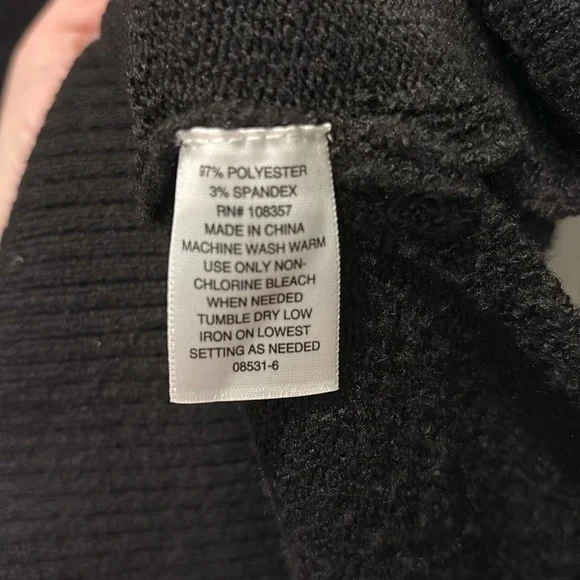 97% POLYESTER
3% SPANDEX
RN# 108357
MADE IN CHINA
MACHINE WASH WARM
USE ONLY NON-
CHLORINE BLEACH
WHEN NEEDED
TUMBLE DRY LOW
IRON ON LOWEST
SETTING AS NEEDED
08531-6